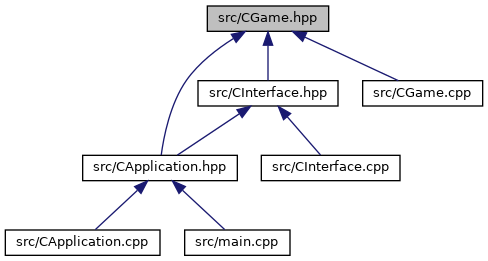 src/CGame.hpp
src/CInterface.hpp
src/CGame.cpp
src/CApplication.hpp
src/CInterface.cpp
src/CApplication.cpp
src/main.cpp